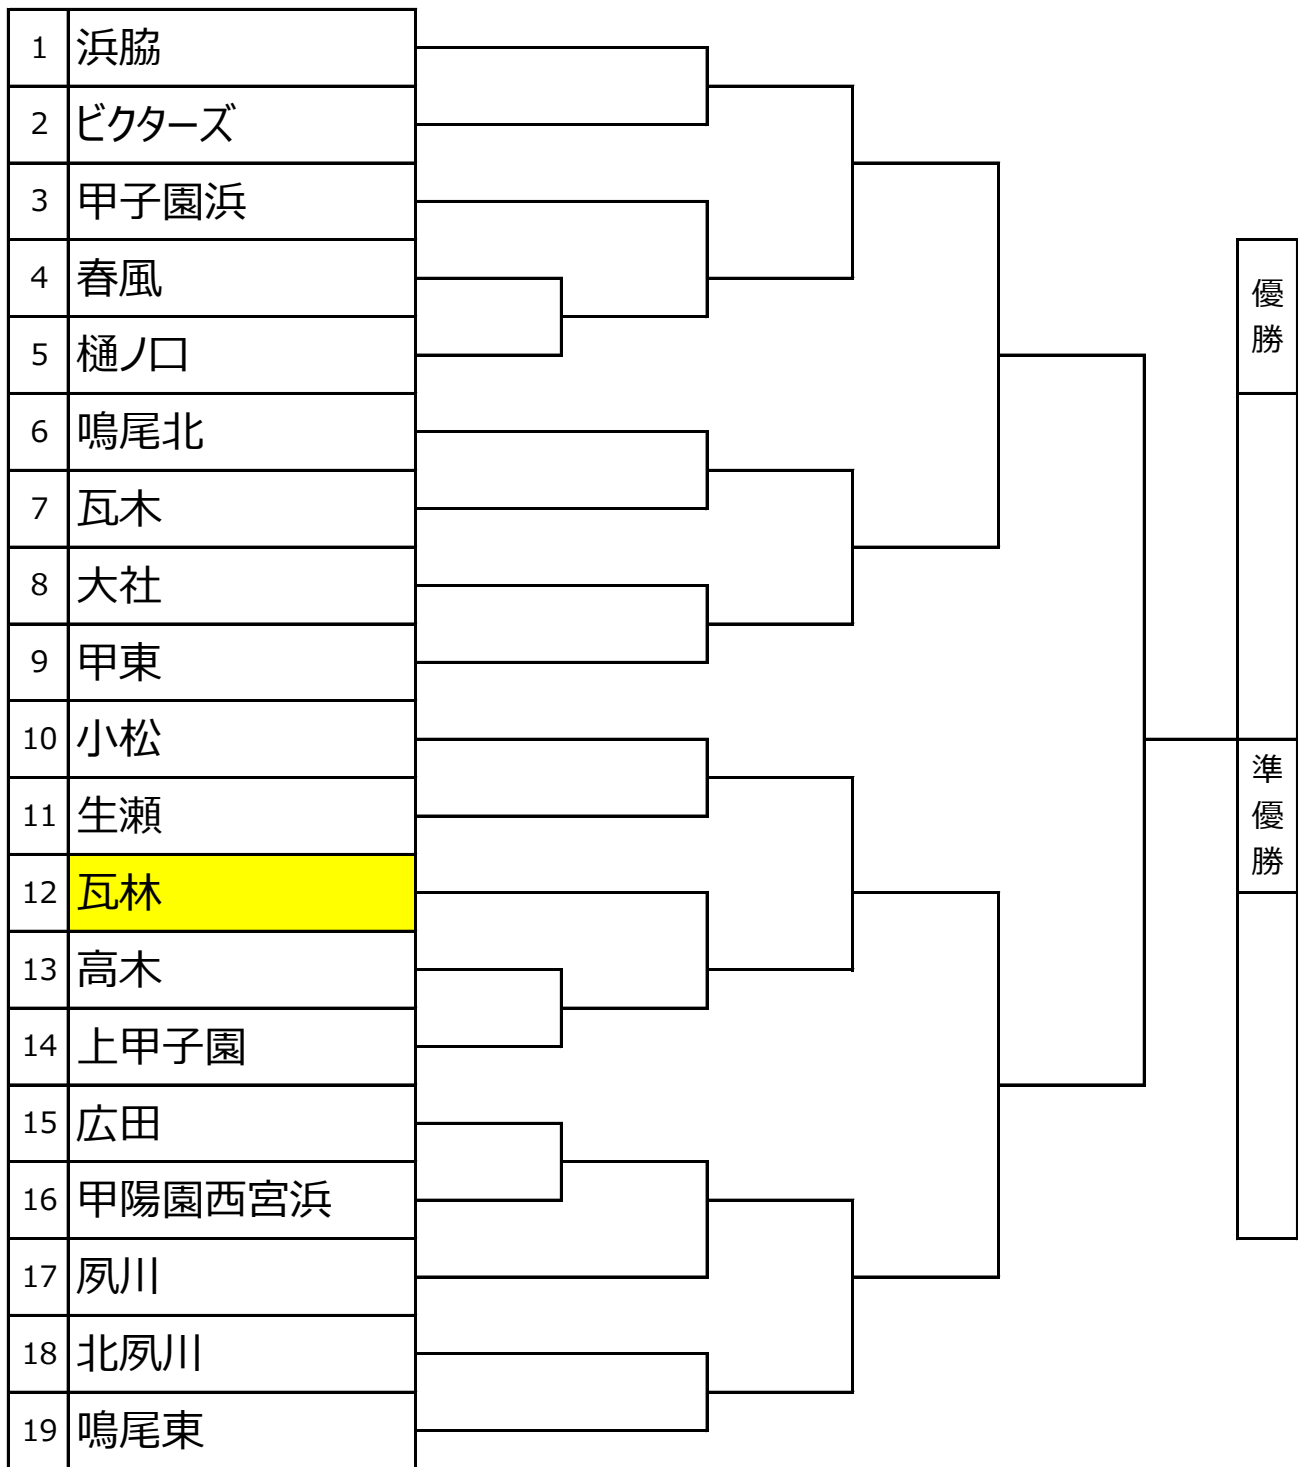 1 浜脇
2 ビクターズ
3 甲子園浜
4 春風
5 樋ノ口
6 鳴尾北
7 瓦木
8 大社
9 甲東
10 小松
11 生瀬
12 瓦林
13 高木
14 上甲子園
15 広田
16 甲陽園西宮浜
17 夙川
18 北夙川
19 鳴尾東
優勝
準優勝